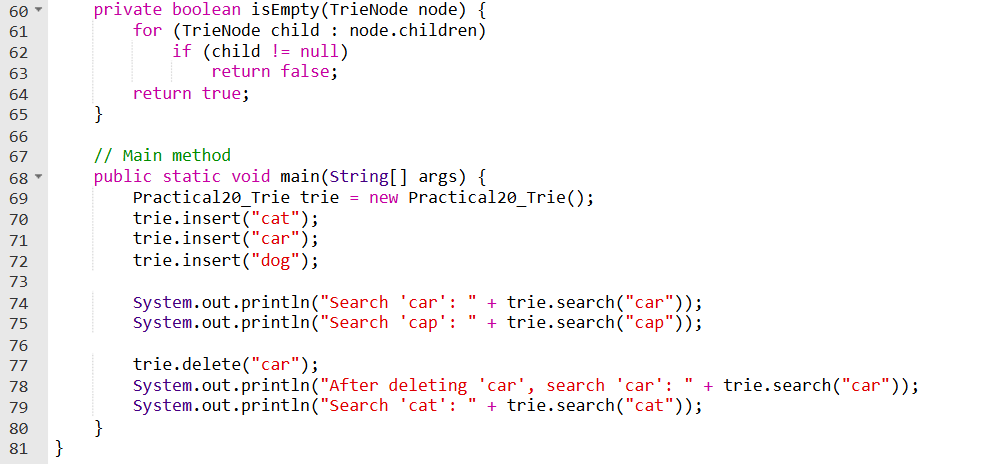 60 private boolean isEmpty(TrieNode node) {
61 for (TrieNode child : node.children)
62 if (child != null)
63 return false;
64 return true;
65 }
66
67 // Main method
68 public static void main(String[] args) {
69 Practical20_Trie trie = new Practical20_Trie();
70 trie.insert("cat");
71 trie.insert("car");
72 trie.insert("dog");
73
74 System.out.println("Search 'car': " + trie.search("car"));
75 System.out.println("Search 'cap': " + trie.search("cap"));
76
77 trie.delete("car");
78 System.out.println("After deleting 'car', search 'car': " + trie.search("car"));
79 System.out.println("Search 'cat': " + trie.search("cat"));
80 }
81 }